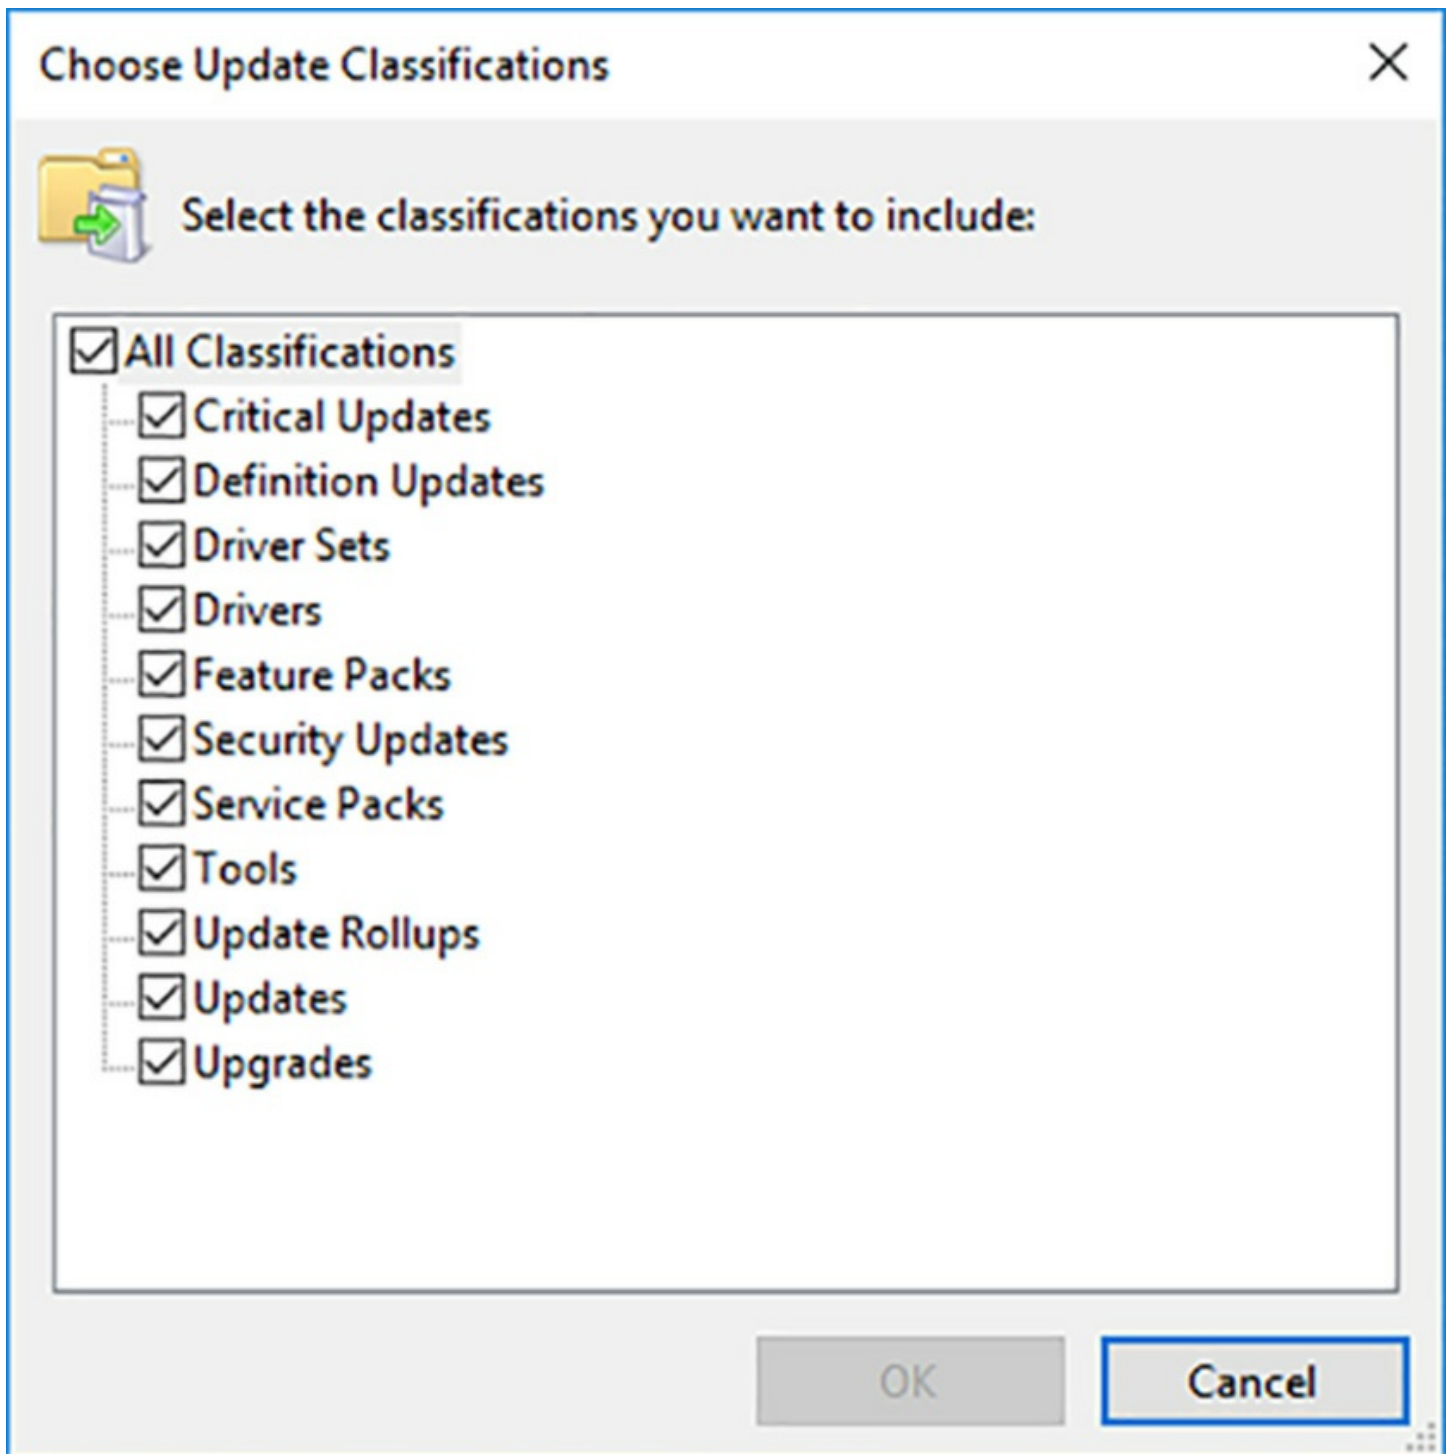 Choose Update Classifications
Select the classifications you want to include:
All Classifications
Critical Updates
Definition Updates
Driver Sets
Drivers
Feature Packs
Security Updates
Service Packs
Tools
Update Rollups
Updates
Upgrades
OK
Cancel